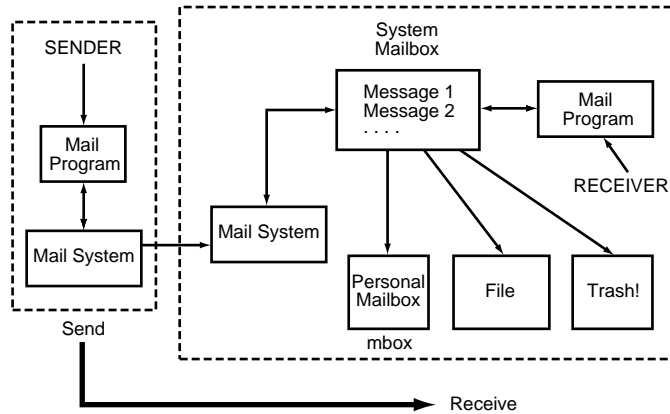 SENDER
Mail
Program
Mail System
Send
System
Mailbox
Message 1
Message 2
. . . .
Mail
Program
RECEIVER
Mail System
Personal
Mailbox
mbox
File
Trash!
Receive